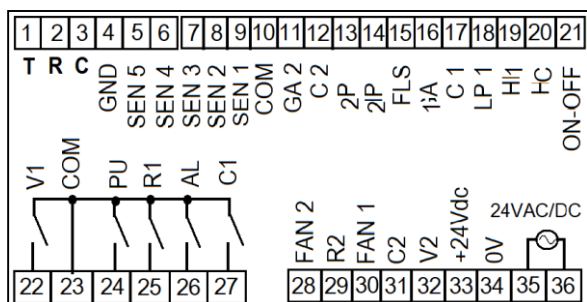 1 2 3 4 5 6 7 8 9 10 11 12 13 14 15 16 17 18 19 20 21
T R C GND SEN 5 SEN 4 SEN 3 SEN 2 SEN 1 COM GA 2 C 2 2P 2IP FLS 1GA C 1 LP 1 HI1 HC ON-OFF
V1 COM PU R1 AL C1
FAN 2 R2 FAN 1 C2 V2 +24Vdc 0V 24VAC/DC
22 23 24 25 26 27 28 29 30 31 32 33 34 35 36